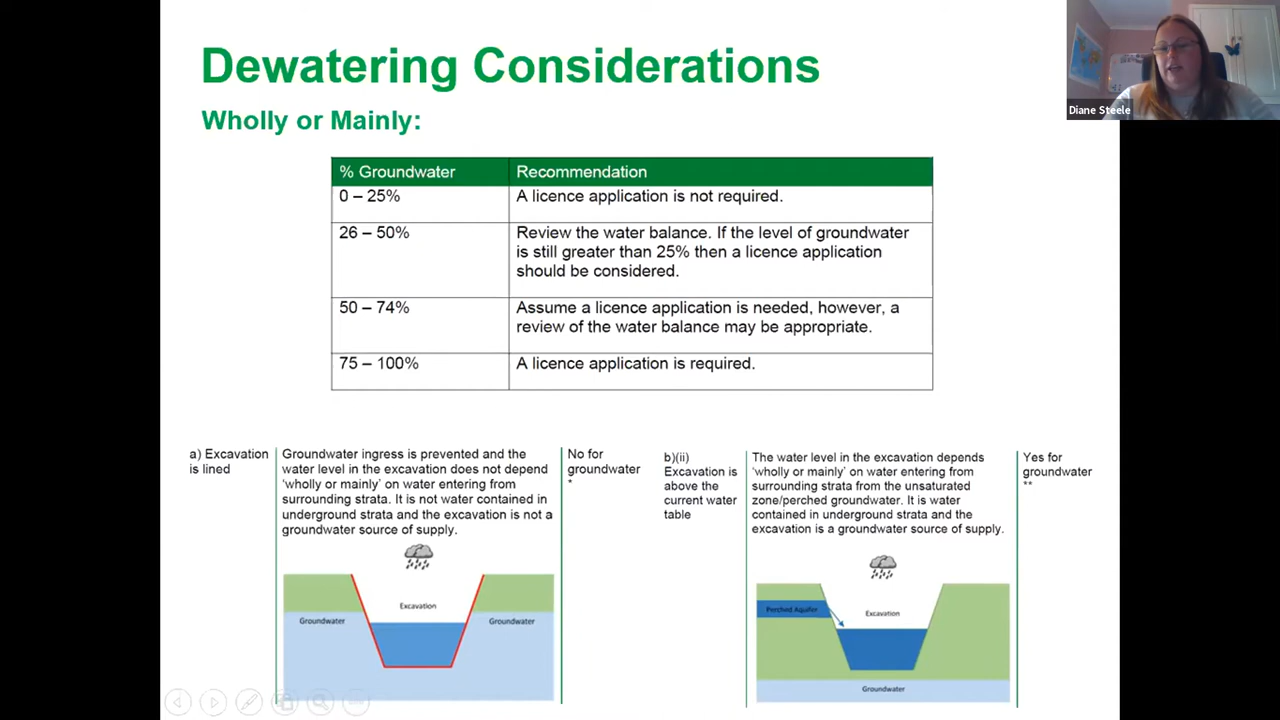 Dewatering Considerations
Diane Steele
Wholly or Mainly:
% Groundwater
Recommendation
0 – 25%
A licence application is not required.
26 – 50%
Review the water balance. If the level of groundwater
is still greater than 25% then a licence application
should be considered.
50 – 74%
Assume a licence application is needed, however, a
review of the water balance may be appropriate.
75 – 100%
A licence application is required.
a) Excavation
is lined
Groundwater ingress is prevented and the
water level in the excavation does not depend
‘wholly or mainly’ on water entering from
surrounding strata. It is not water contained in
underground strata and the excavation is not a
groundwater source of supply.
No for
groundwater
*
Excavation
Groundwater
Groundwater
b)(ii)
Excavation is
above the
current water
table
The water level in the excavation depends
‘wholly or mainly’ on water entering from
surrounding strata from the unsaturated
zone/perched groundwater. It is water
contained in underground strata and the
excavation is a groundwater source of supply.
Yes for
groundwater
**
Perched Aquifer
Excavation
Groundwater